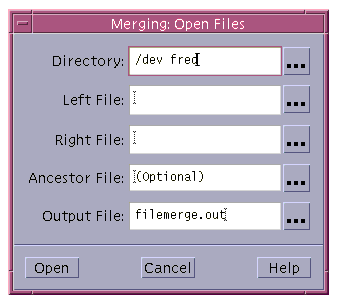 Merging: Open Files
Directory: /dev fred ...
Left File: ...
Right File: ...
Ancestor File: (Optional) ...
Output File: filemerge.out ...
Open Cancel Help